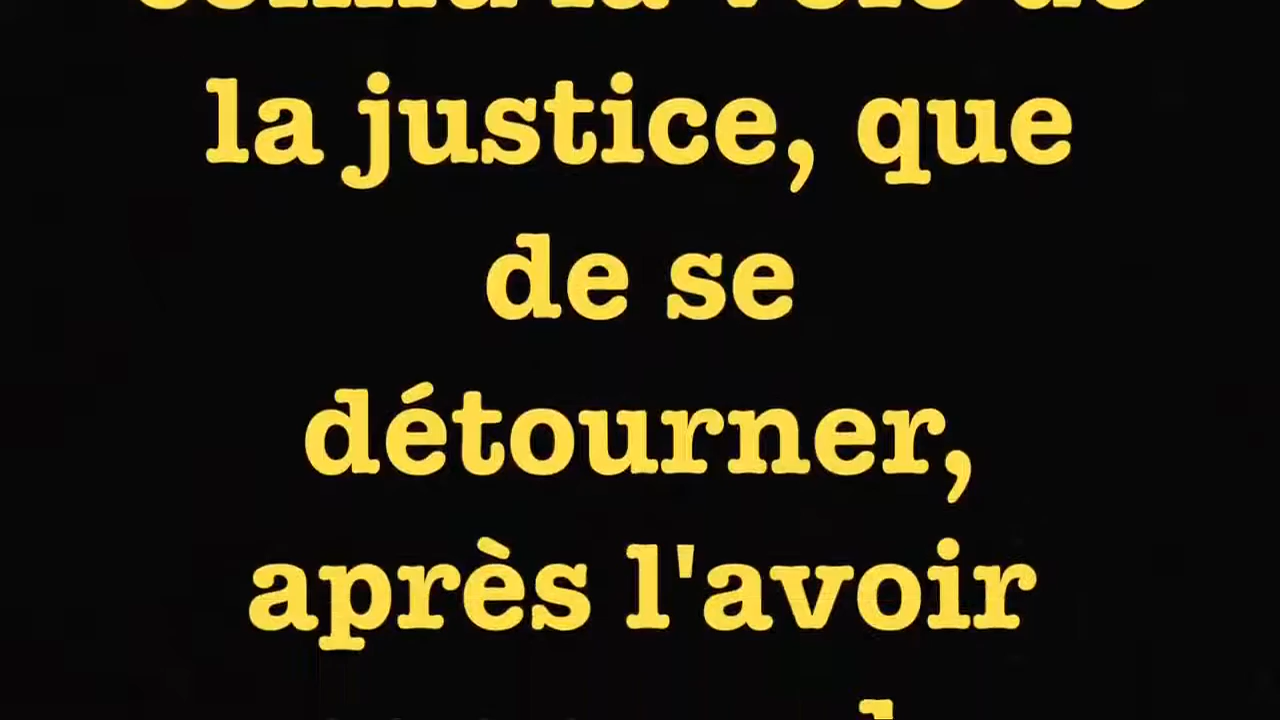 la justice, que
de se
détourner,
après l'avoir